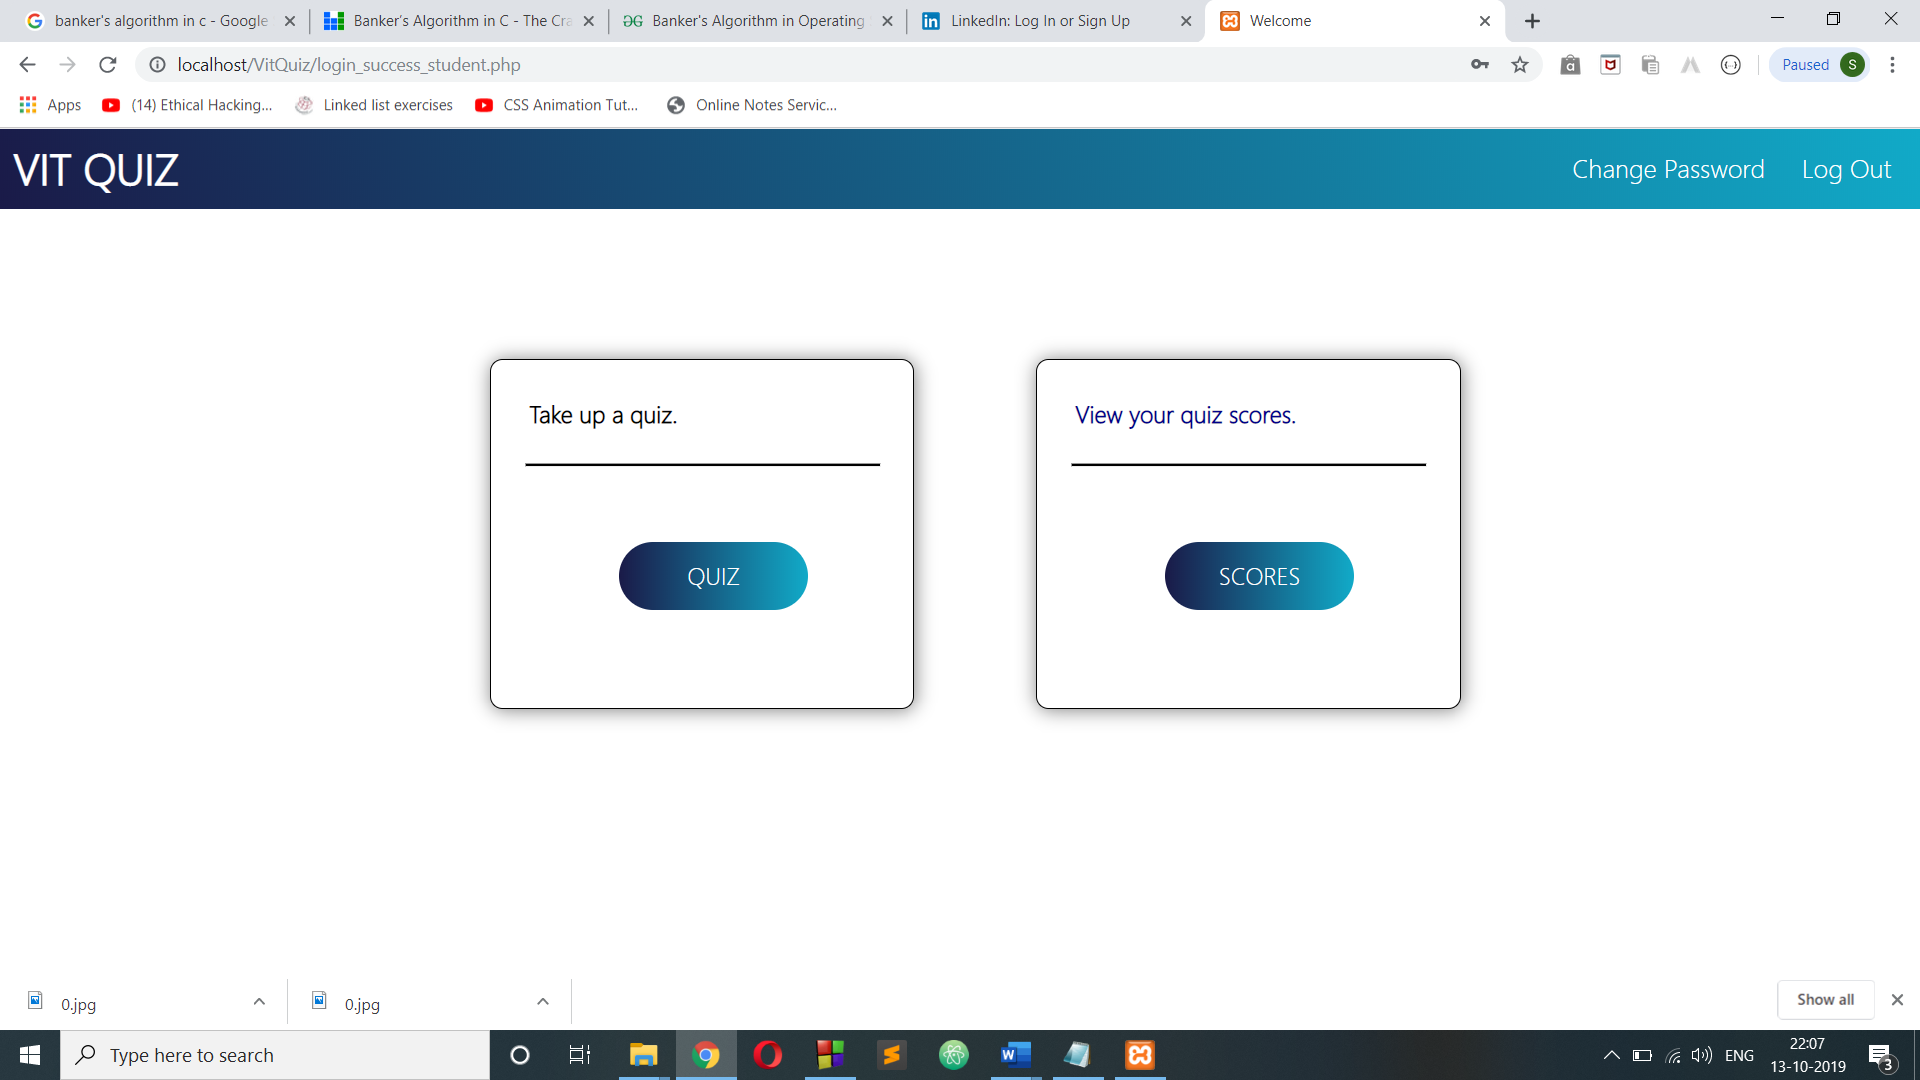 banker's algorithm in c - Google
Banker's Algorithm in C - The Cra
Banker's Algorithm in Operating
LinkedIn: Log In or Sign Up
Welcome
localhost/VitQuiz/login_success_student.php
Paused
S
Apps
(14) Ethical Hacking...
Linked list exercises
CSS Animation Tut...
Online Notes Servic...
VIT QUIZ
Change Password
Log Out
Take up a quiz.
View your quiz scores.
QUIZ
SCORES
0.jpg
0.jpg
Show all
Type here to search
ENG
22:07
13-10-2019
3